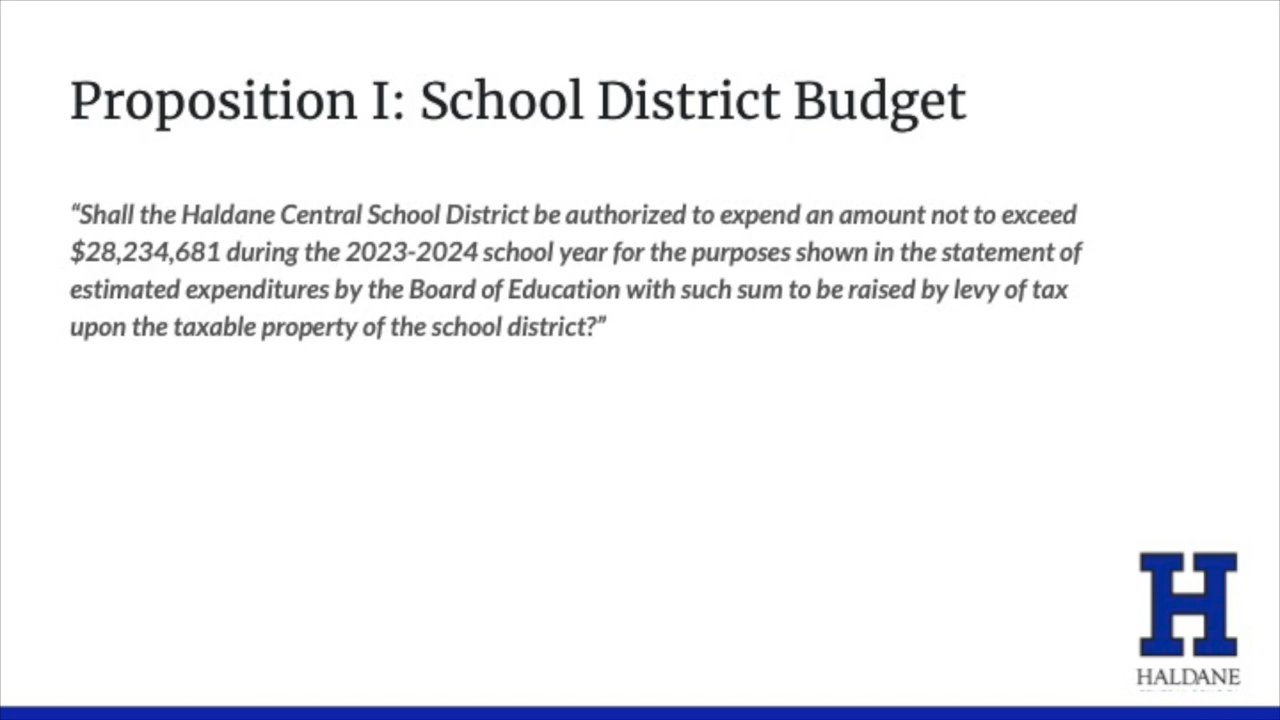 Proposition I: School District Budget
“Shall the Haldane Central School District be authorized to expend an amount not to exceed
$28,234,681 during the 2023-2024 school year for the purposes shown in the statement of
estimated expenditures by the Board of Education with such sum to be raised by levy of tax
upon the taxable property of the school district?”
H
HALDANE